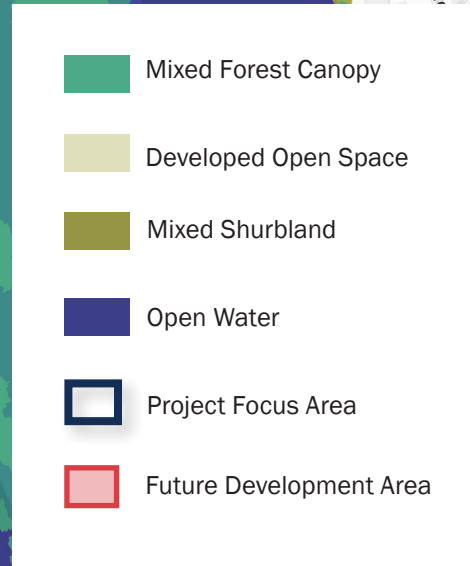 Mixed Forest Canopy
Developed Open Space
Mixed Shurbland
Open Water
Project Focus Area
Future Development Area